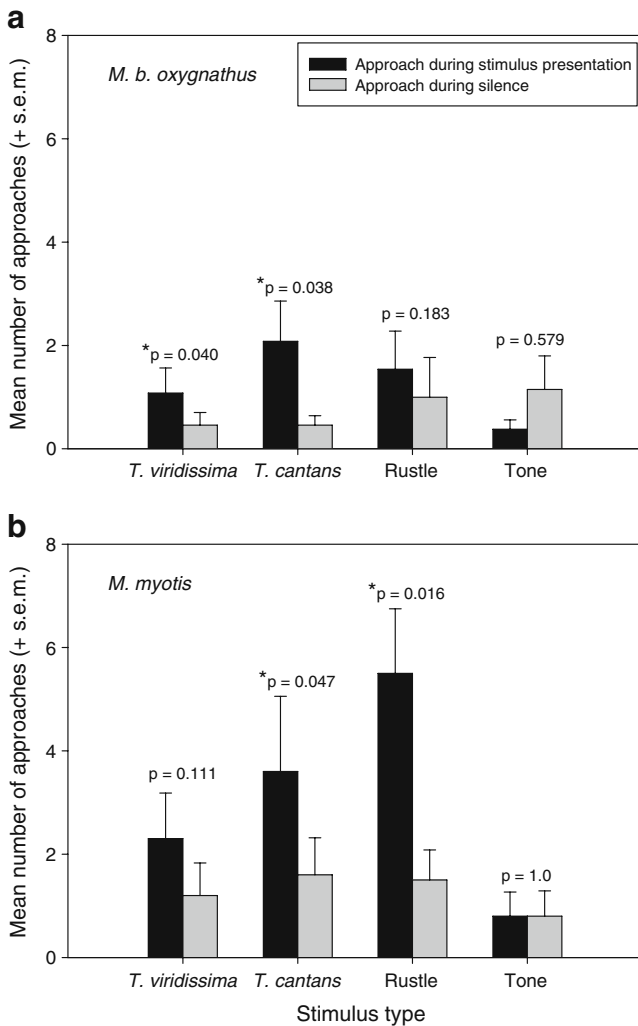 a
8
M. b. oxygnathus
Approach during stimulus presentation
Approach during silence
6
4
2
0
Mean number of approaches (+ s.e.m.)
*p = 0.040
*p = 0.038
p = 0.183
p = 0.579
T. viridissima
T. cantans
Rustle
Tone
b
8
M. myotis
6
4
2
0
Mean number of approaches (+ s.e.m.)
p = 0.111
*p = 0.047
*p = 0.016
p = 1.0
T. viridissima
T. cantans
Rustle
Tone
Stimulus type